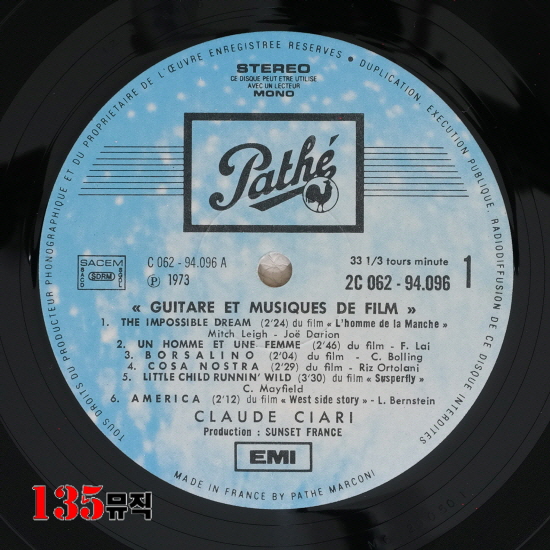 TOUS DROITS DU PRODUCTEUR PHONOGRAPHIQUE ET DU PROPRIETAIRE DE L'ŒUVRE ENREGISTREE RESERVES • DUPLICATION, EXECUTION PUBLIQUE, RADIODIFFUSION DE CE DISQUE INTERDITES
STEREO
CE DISQUE PEUT ETRE UTILISE
AVEC UN LECTEUR
MONO
Pathé
SACEM
SDRM
C 062 - 94.096 A
Ⓟ 1973
33 1/3 tours minute
2C 062 - 94.096
1
« GUITARE ET MUSIQUES DE FILM »
1. THE IMPOSSIBLE DREAM (2'24) du film « L'homme de la Manche »
Mitch Leigh - Joë Darion
2. UN HOMME ET UNE FEMME (2'46) du film - F. Lai
3. BORSALINO (2'04) du film - C. Bolling
4. COSA NOSTRA (2'29) du film - Riz Ortolani
5. LITTLE CHILD RUNNIN' WILD (3'30) du film « Susperfly »
C. Mayfield
6. AMERICA (2'12) du film « West side story » - L. Bernstein
CLAUDE CIARI
Production : SUNSET FRANCE
EMI
MADE IN FRANCE BY PATHE MARCONI
135뮤직